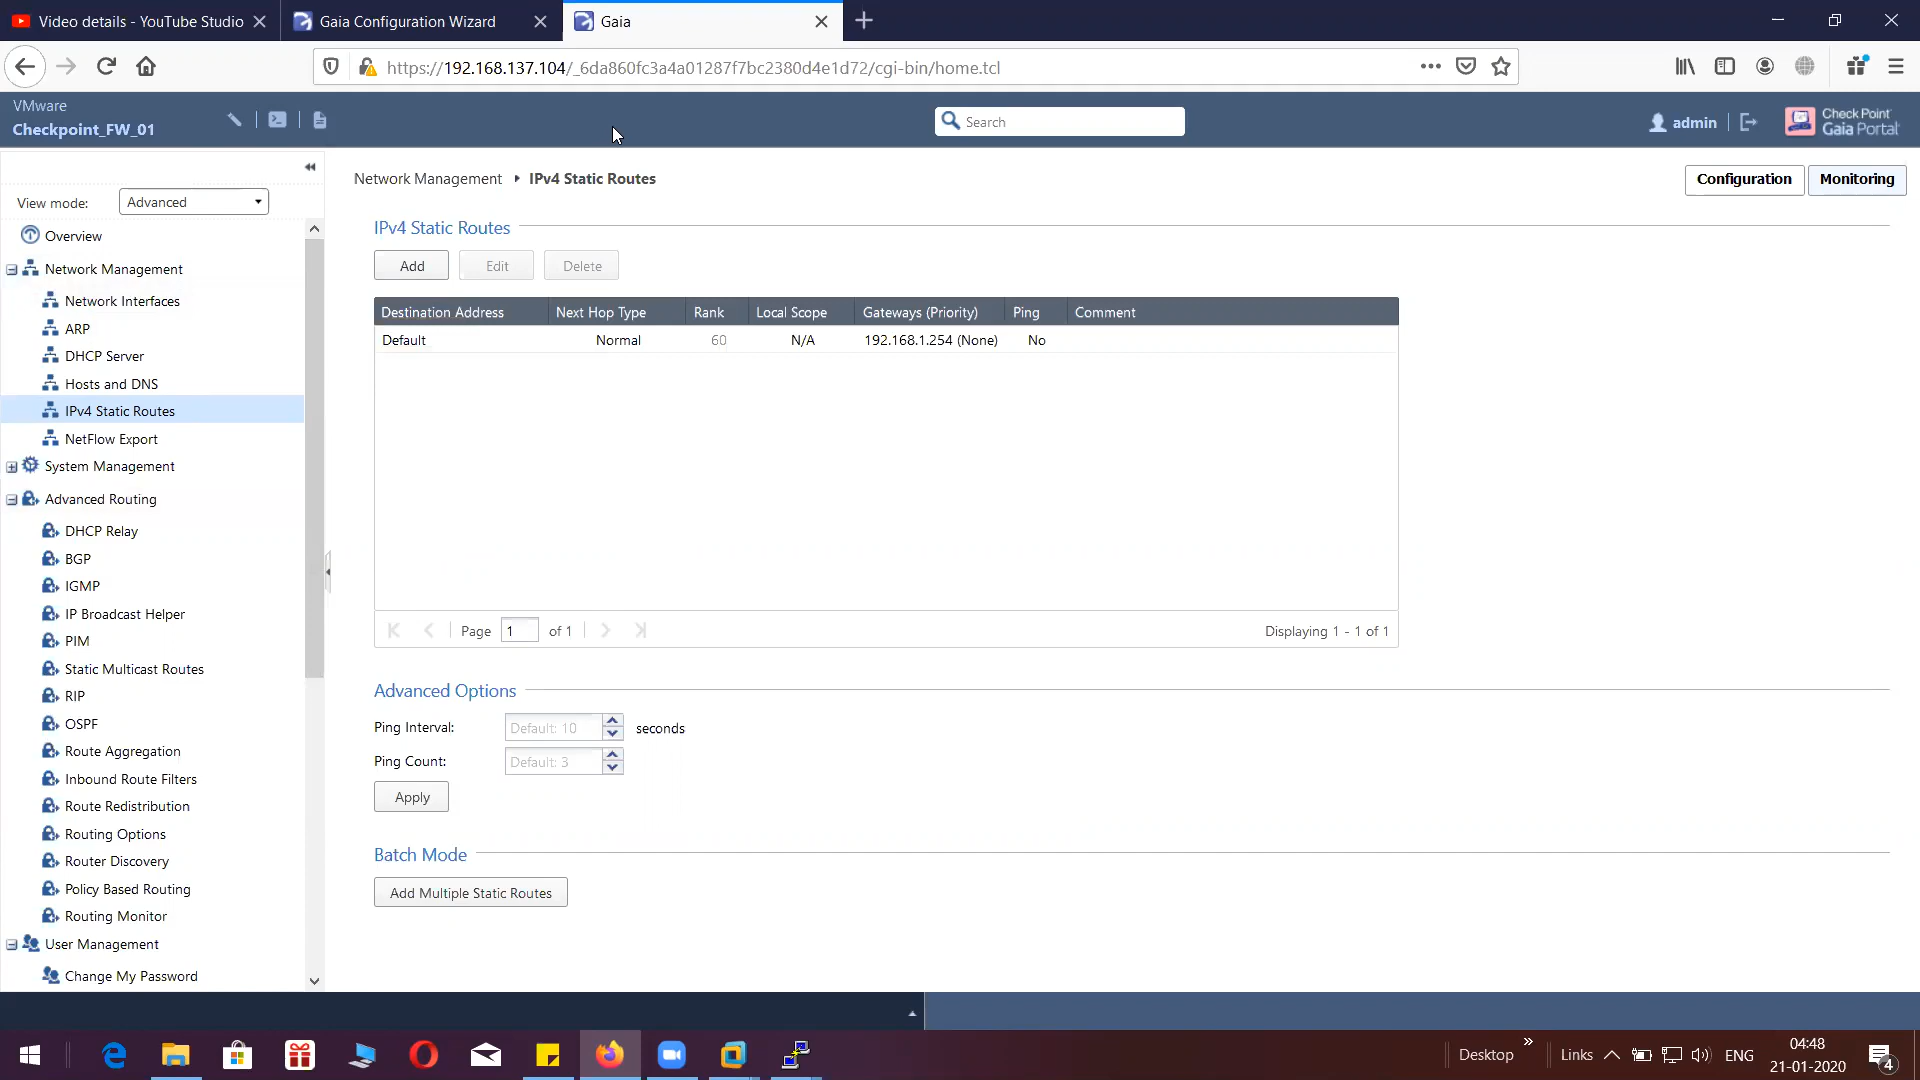 Video details - YouTube Studio
Gaia Configuration Wizard
Gaia
https://192.168.137.104/_6da860fc3a4a01287f7bc2380d4e1d72/cgi-bin/home.tcl
VMware
Checkpoint_FW_01
Search
admin
Check Point
Gaia Portal
View mode:
Advanced
Overview
Network Management
Network Interfaces
ARP
DHCP Server
Hosts and DNS
IPv4 Static Routes
NetFlow Export
System Management
Advanced Routing
DHCP Relay
BGP
IGMP
IP Broadcast Helper
PIM
Static Multicast Routes
RIP
OSPF
Route Aggregation
Inbound Route Filters
Route Redistribution
Routing Options
Router Discovery
Policy Based Routing
Routing Monitor
User Management
Change My Password
Network Management IPv4 Static Routes
Configuration
Monitoring
IPv4 Static Routes
Add
Edit
Delete
Destination Address Next Hop Type Rank Local Scope Gateways (Priority) Ping Comment
Default Normal 60 N/A 192.168.1.254 (None) No
Page 1 of 1
Displaying 1 - 1 of 1
Advanced Options
Ping Interval: Default: 10 seconds
Ping Count: Default: 3
Apply
Batch Mode
Add Multiple Static Routes
Desktop
Links
ENG
04:48
21-01-2020
4